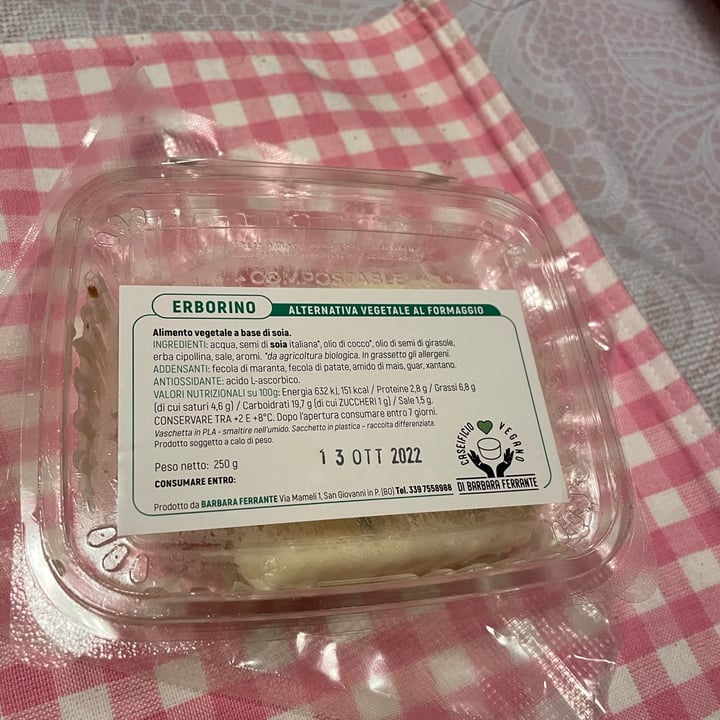 COMPOSTABLE
ERBORINO
ALTERNATIVA VEGETALE AL FORMAGGIO
Alimento vegetale a base di soia.
INGREDIENTI: acqua, semi di soia italiana*, olio di cocco*, olio di semi di girasole,
erba cipollina, sale, aromi. *da agricoltura biologica. In grassetto gli allergeni.
ADDENSANTI: fecola di maranta, fecola di patate, amido di mais, guar, xantano.
ANTIOSSIDANTE: acido L-ascorbico.
VALORI NUTRIZIONALI su 100g: Energia 632 kj, 151 kcal / Proteine 2,8 g / Grassi 6,8 g
(di cui saturi 4,6 g) / Carboidrati 19,7 g (di cui ZUCCHERI 1 g) / Sale 1,5 g.
CONSERVARE TRA +2 E +8°C. Dopo l'apertura consumare entro 7 giorni.
Vaschetta in PLA - smaltire nell'umido. Sacchetto in plastica - raccolta differenziata.
Prodotto soggetto a calo di peso.
Peso netto: 250 g
13 OTT 2022
CONSUMARE ENTRO:
CASEIFICIO VEGANO
DI BARBARA FERRANTE
Prodotto da BARBARA FERRANTE Via Mameli 1, San Giovanni in P. (BO) Tel. 339 7558988